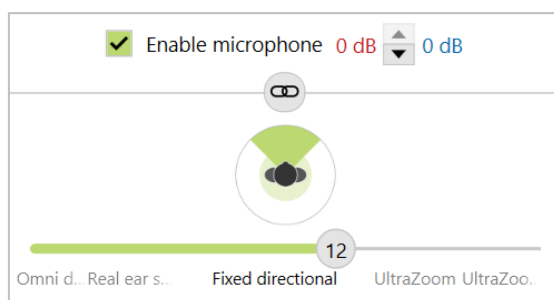 Enable microphone 0 dB 0 dB
12
Omni d.. Real ear s... Fixed directional UltraZoom UltraZoo...